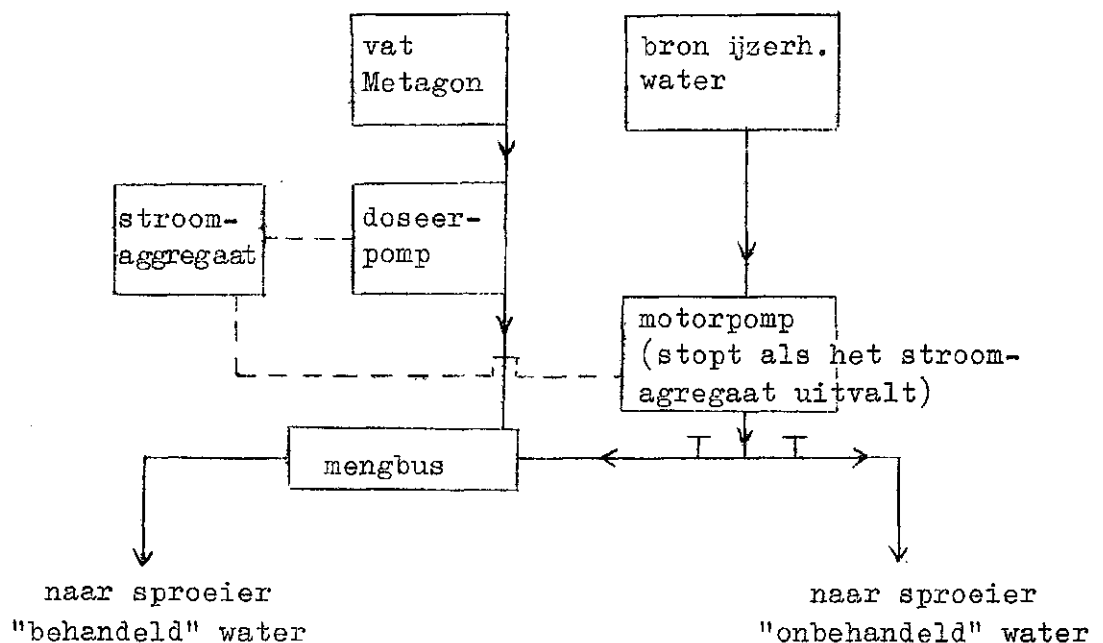 vat
Metagon
bron ijzerh.
water
stroom-
aggregaat
doseer-
pomp
motorpomp
(stopt als het stroom-
agregaat uitvalt)
mengbus
naar sproeier
"behandeld" water
naar sproeier
"onbehandeld" water